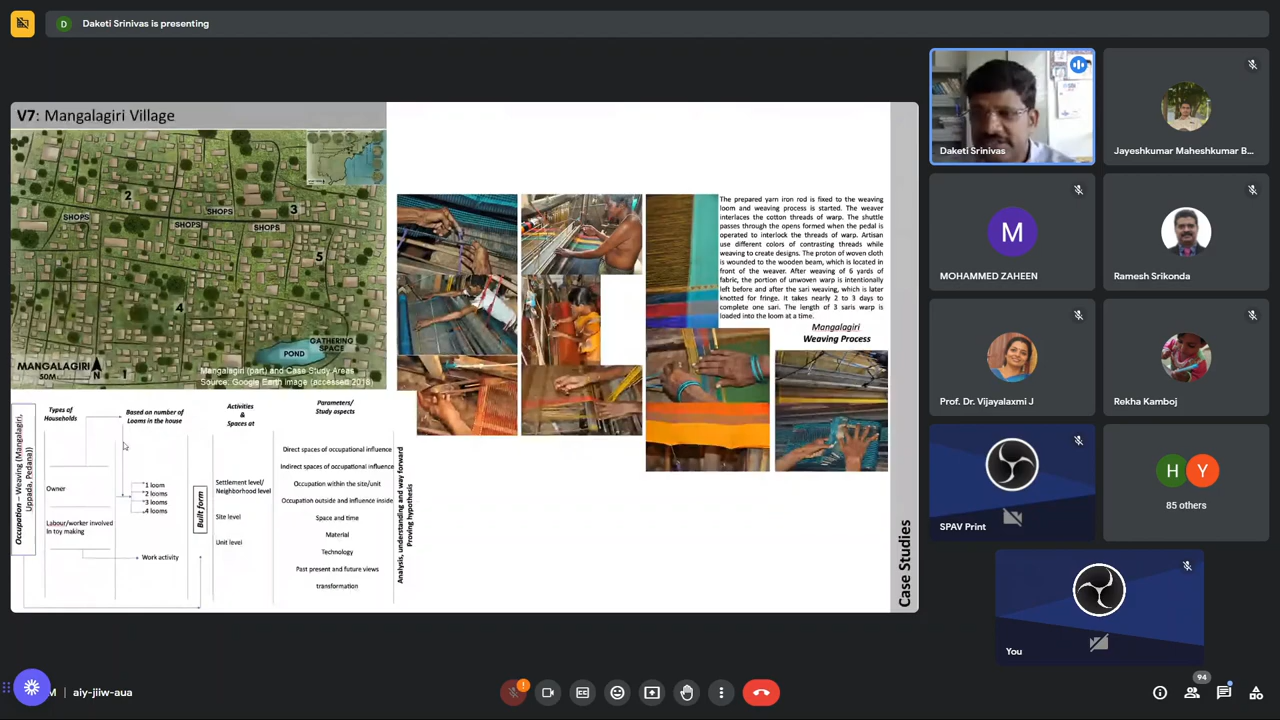 Daketi Srinivas is presenting
V7: Mangalagiri Village
2
3
SHOPS
SHOPS
SHOPS
SHOPS
5
GATHERING
SPACE
POND
MANGALAGIRI
50M
N
1
Mangalagiri (part) and Case Study Areas
Source: Google Earth Image (accessed 2018)
The prepared yarn iron rod is fixed to the weaving
loom and weaving process is started. The weaver
interlaces the cotton threads of warp. The shuttle
passes through the opens formed when the pedal is
operated to interlock the threads of warp. Artisan
use different colors of contrasting threads while
weaving to create designs. The proton of woven cloth
is wounded to the wooden beam, which is located in
front of the weaver. After weaving of 6 yards of
fabric, the portion of unwoven warp is intentionally
left before and after the sari weaving, which is later
knotted for fringe. It takes nearly 2 to 3 days to
complete one sari. The length of 3 saris warp is
loaded into the loom at a time.
Mangalagiri
Weaving Process
Occupation – Weaving (Mangalagiri,
Uppada, Pedana))
Types of
Households
Based on number of
Looms in the house
Activities
&
Spaces at
Parameters/
Study aspects
Owner
1 loom
2 looms
3 looms
4 looms
Labour/worker involved
In toy making
Work activity
Built form
Settlement level/
Neighborhood level
Site level
Unit level
Direct spaces of occupational influence
Indirect spaces of occupational influence
Occupation within the site/unit
Occupation outside and influence inside
Space and time
Material
Technology
Past present and future views
transformation
Analysis, understanding and way forward
Proving hypothesis
Case Studies
Daketi Srinivas
Jayeshkumar Maheshkumar B...
M
MOHAMMED ZAHEEN
Ramesh Srikonda
Prof. Dr. Vijayalaxmi J
Rekha Kamboj
SPAV Print
H
Y
85 others
You
M | aiy-jiiw-aua
94